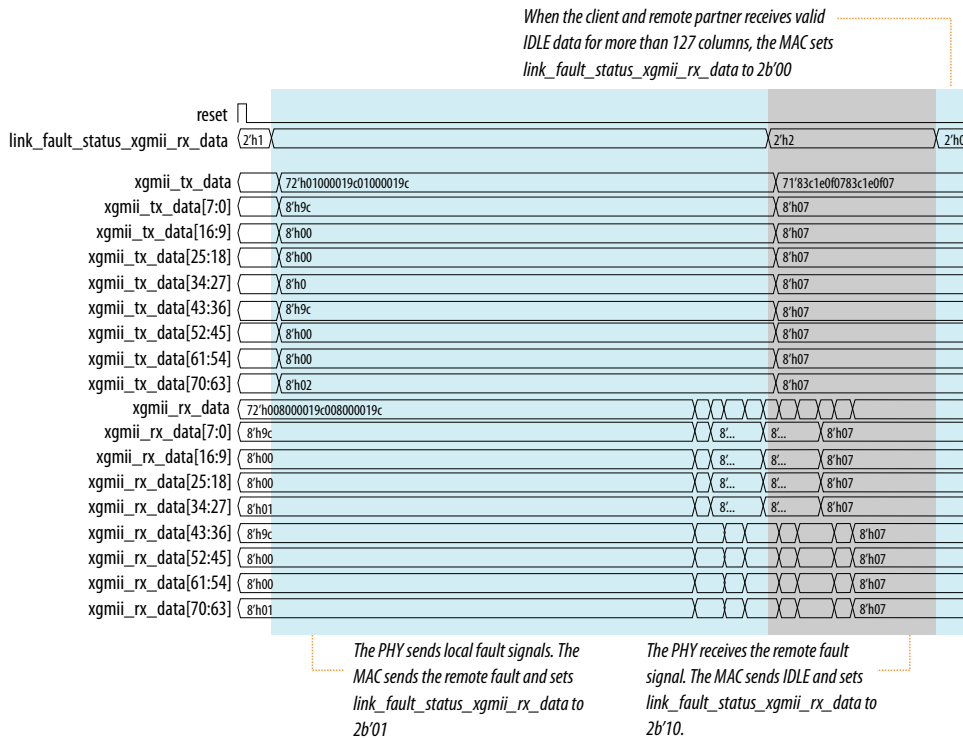 When the client and remote partner receives valid
IDLE data for more than 127 columns, the MAC sets
link_fault_status_xgmii_rx_data to 2b'00
reset
link_fault_status_xgmii_rx_data 2'h1 2'h2 2'h0
xgmii_tx_data 72'h01000019c01000019c 71'83c1e0f0783c1e0f07
xgmii_tx_data[7:0] 8'h9c 8'h07
xgmii_tx_data[16:9] 8'h00 8'h07
xgmii_tx_data[25:18] 8'h00 8'h07
xgmii_tx_data[34:27] 8'h0 8'h07
xgmii_tx_data[43:36] 8'h9c 8'h07
xgmii_tx_data[52:45] 8'h00 8'h07
xgmii_tx_data[61:54] 8'h00 8'h07
xgmii_tx_data[70:63] 8'h02 8'h07
xgmii_rx_data 72'h008000019c008000019c
xgmii_rx_data[7:0] 8'h9c 8'... 8'... 8'h07
xgmii_rx_data[16:9] 8'h00 8'... 8'... 8'h07
xgmii_rx_data[25:18] 8'h00 8'... 8'... 8'h07
xgmii_rx_data[34:27] 8'h01 8'... 8'... 8'h07
xgmii_rx_data[43:36] 8'h9c 8'h07
xgmii_rx_data[52:45] 8'h00 8'h07
xgmii_rx_data[61:54] 8'h00 8'h07
xgmii_rx_data[70:63] 8'h01 8'h07
The PHY sends local fault signals. The
MAC sends the remote fault and sets
link_fault_status_xgmii_rx_data to
2b'01
The PHY receives the remote fault
signal. The MAC sends IDLE and sets
link_fault_status_xgmii_rx_data to
2b'10.